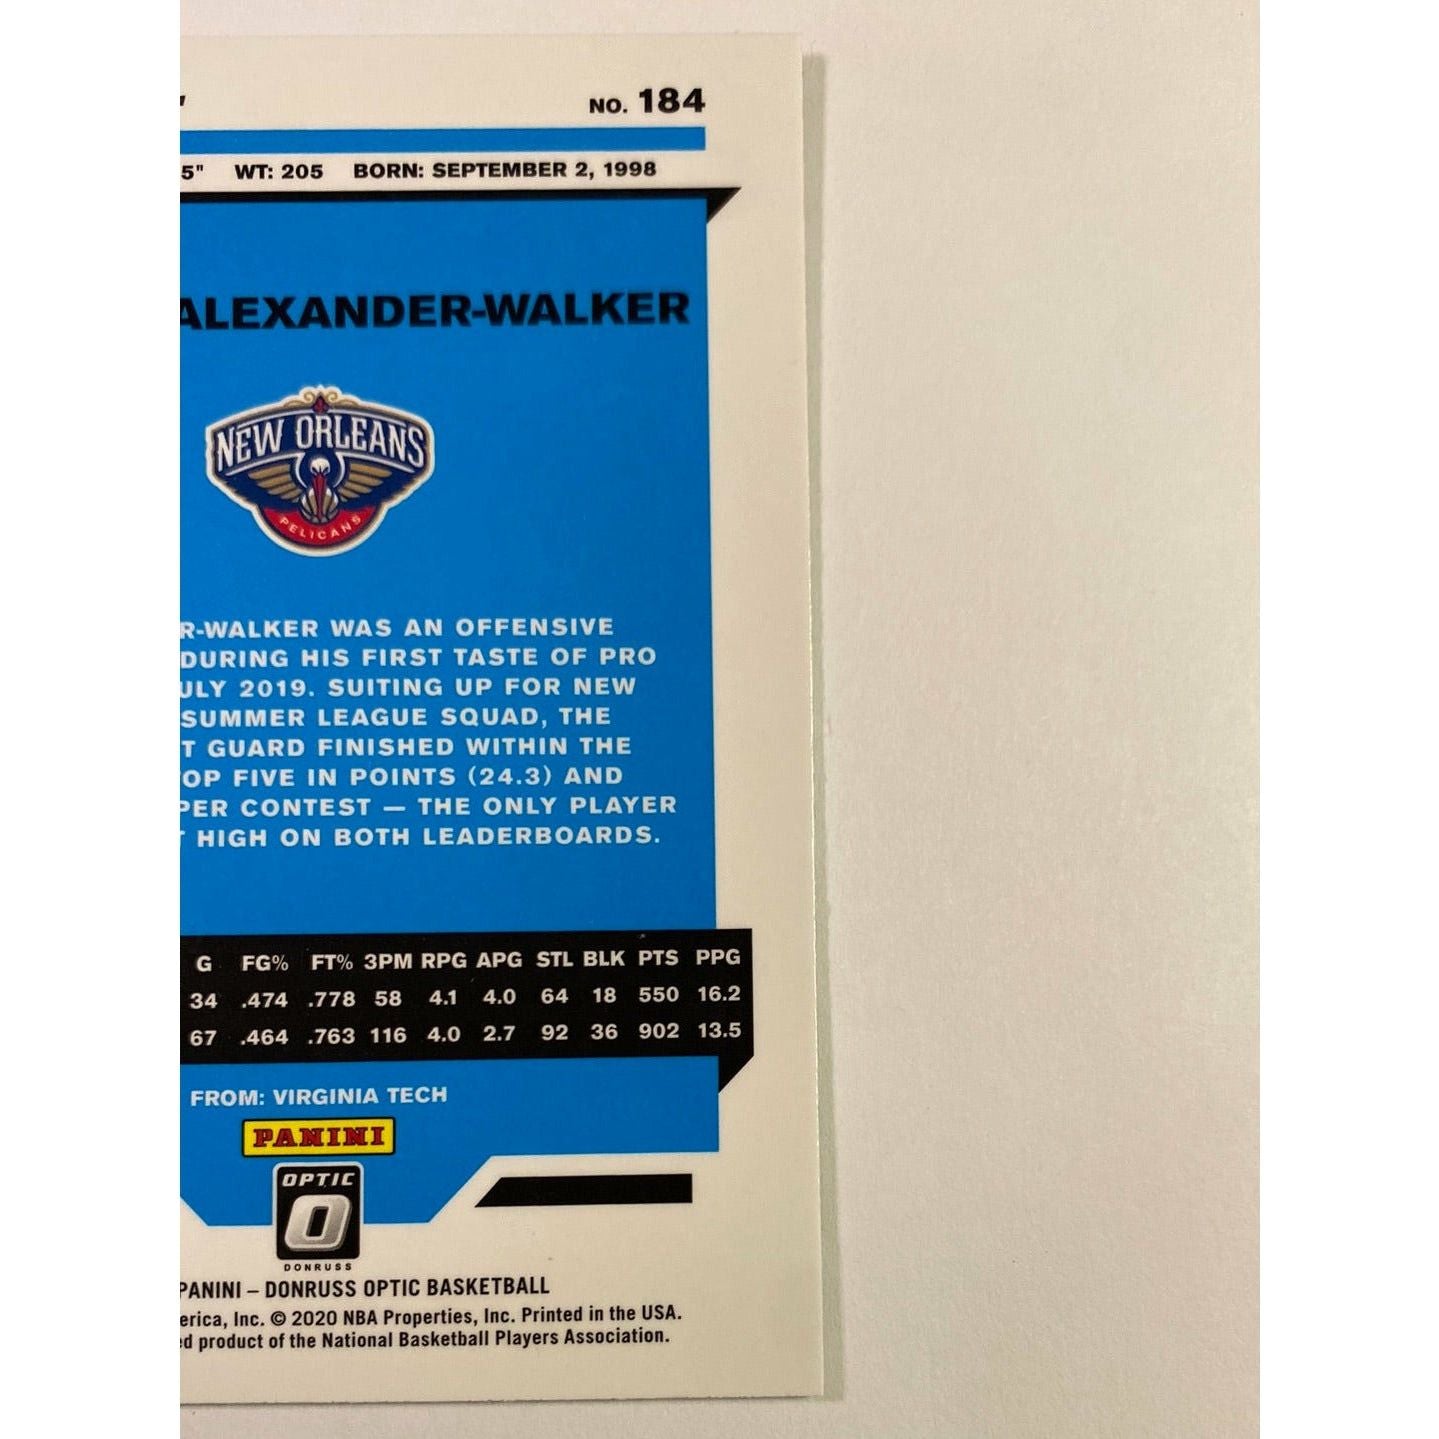 NO. 184
5" WT: 205 BORN: SEPTEMBER 2, 1998
ALEXANDER-WALKER
NEW ORLEANS
PELICANS
R-WALKER WAS AN OFFENSIVE
DURING HIS FIRST TASTE OF PRO
ULY 2019. SUITING UP FOR NEW
SUMMER LEAGUE SQUAD, THE
T GUARD FINISHED WITHIN THE
OP FIVE IN POINTS (24.3) AND
PER CONTEST — THE ONLY PLAYER
T HIGH ON BOTH LEADERBOARDS.
G FG% FT% 3PM RPG APG STL BLK PTS PPG
34 .474 .778 58 4.1 4.0 64 18 550 16.2
67 .464 .763 116 4.0 2.7 92 36 902 13.5
FROM: VIRGINIA TECH
PANINI
OPTIC
O
DONRUSS
PANINI – DONRUSS OPTIC BASKETBALL
erica, Inc. © 2020 NBA Properties, Inc. Printed in the USA.
d product of the National Basketball Players Association.